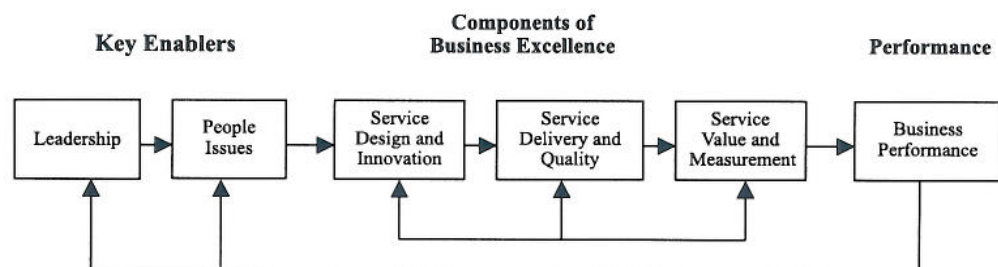 Key Enablers
Components of
Business Excellence
Performance
Leadership
People
Issues
Service
Design and
Innovation
Service
Delivery and
Quality
Service
Value and
Measurement
Business
Performance